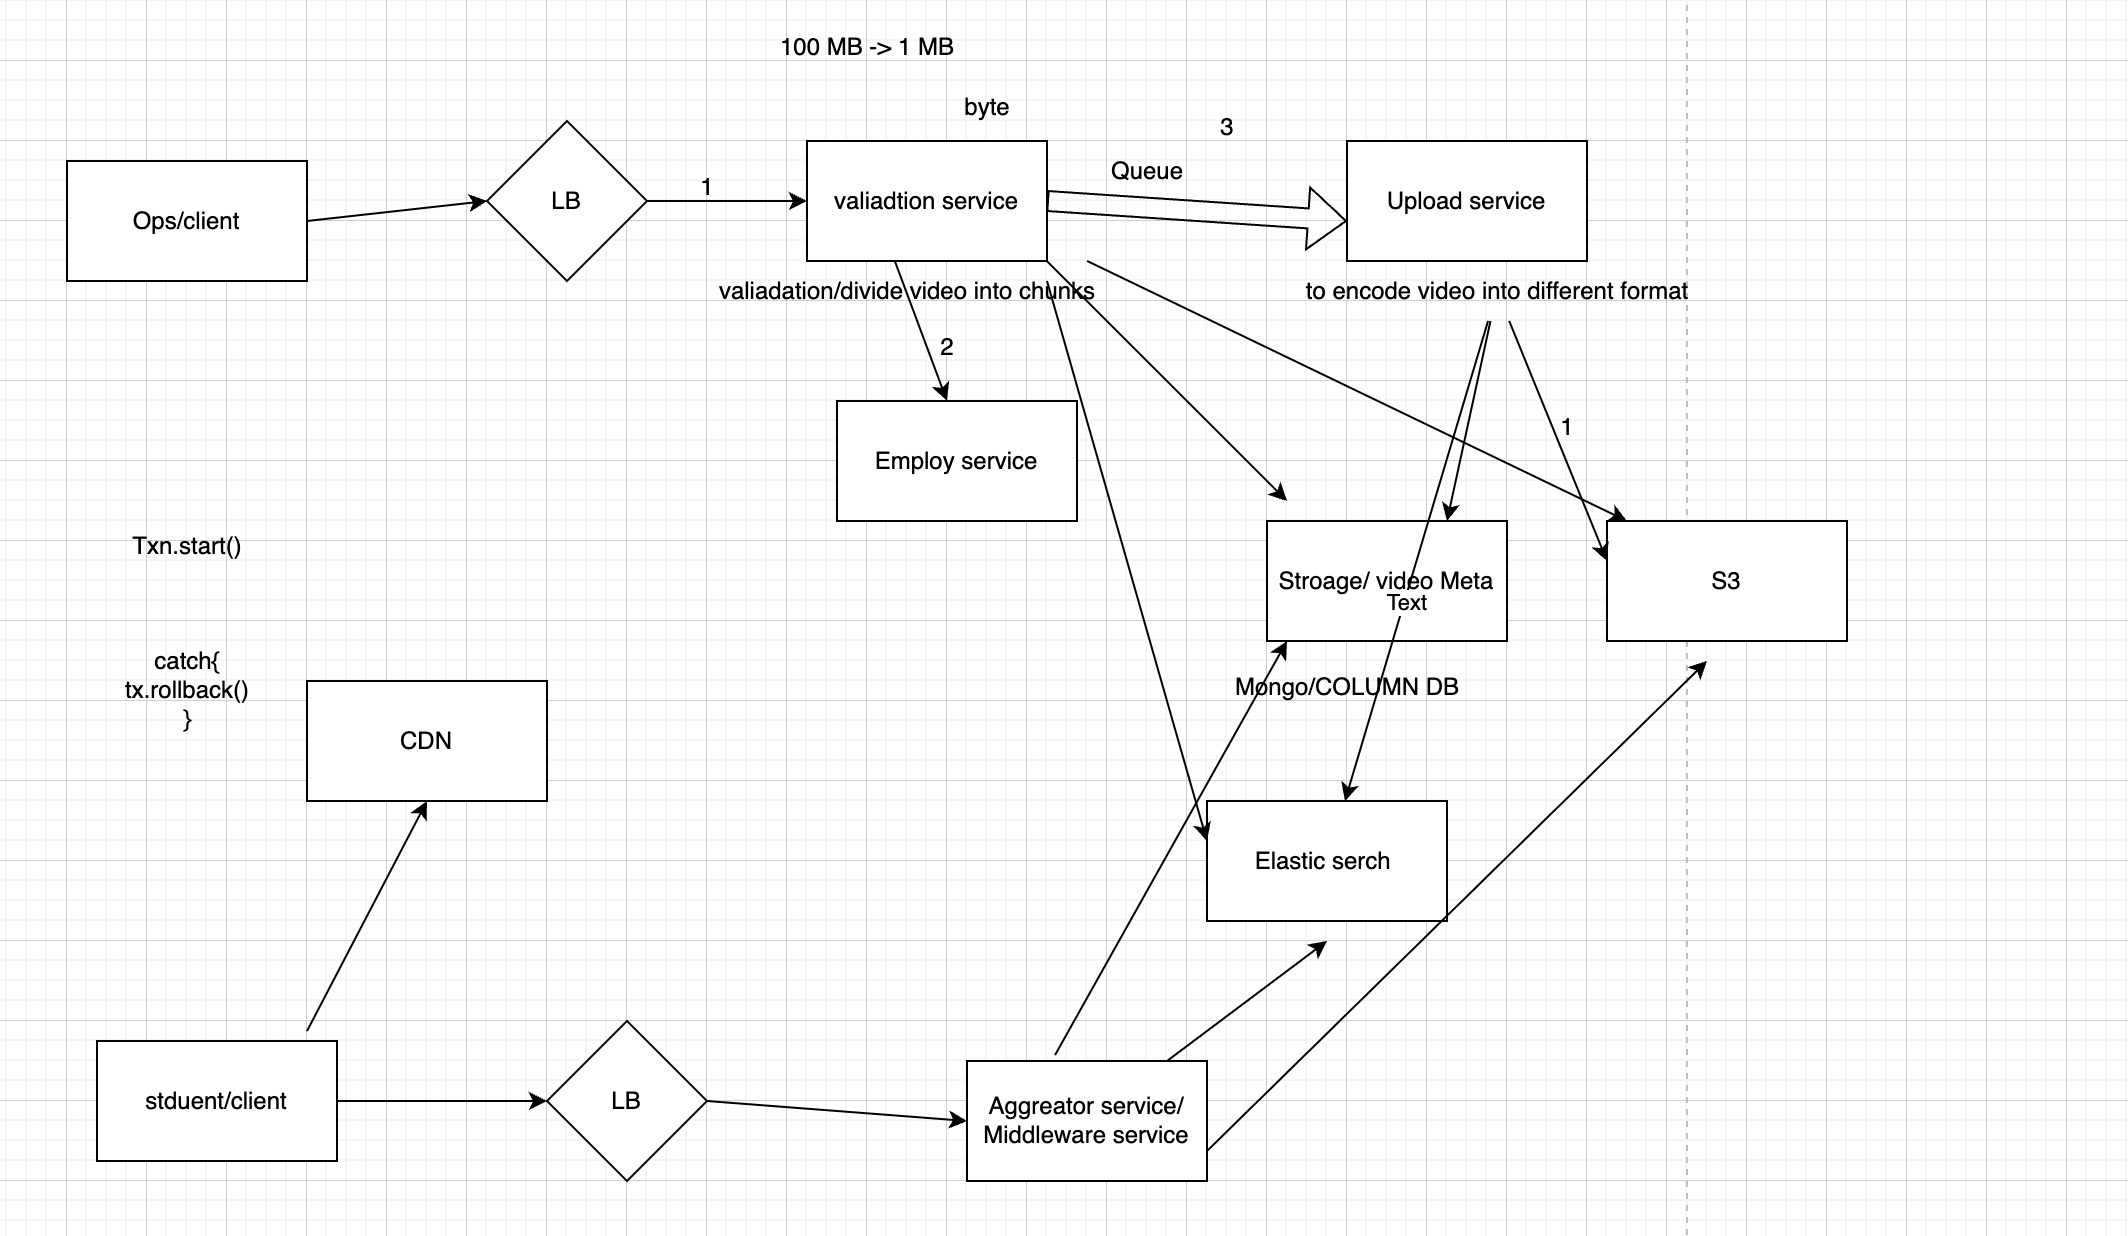 100 MB -> 1 MB
byte
3
Queue
Ops/client
LB
1
valiadtion service
Upload service
valiadation/divide video into chunks
to encode video into different format
2
1
Employ service
Txn.start()
Stroage/ video Meta
Text
S3
catch{
tx.rollback()
}
Mongo/COLUMN DB
CDN
Elastic serch
stduent/client
LB
Aggreator service/
Middleware service